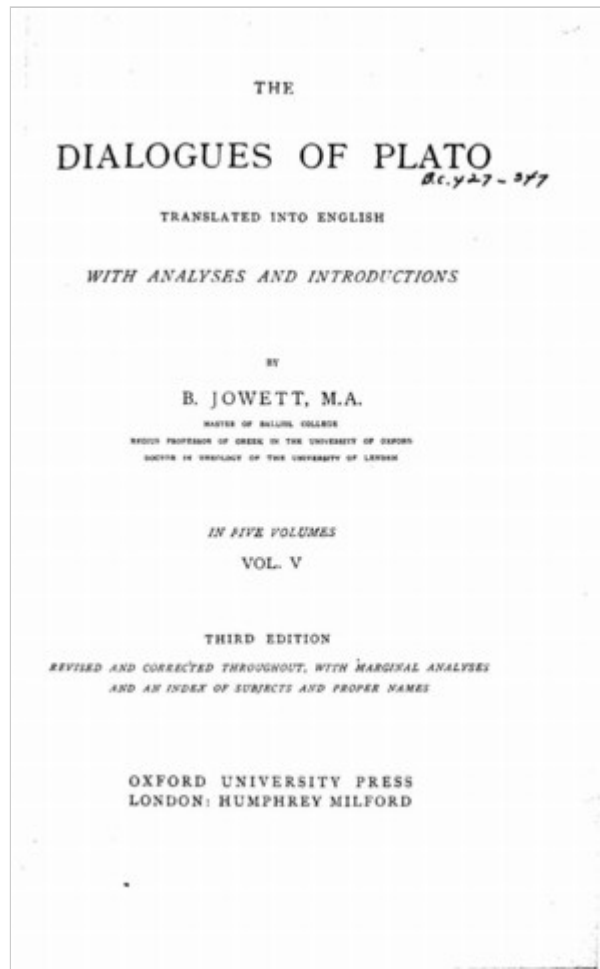 THE
DIALOGUES OF PLATO
B.C. 427 - 347
TRANSLATED INTO ENGLISH
WITH ANALYSES AND INTRODUCTIONS
BY
B. JOWETT, M.A.
MASTER OF BALLIOL COLLEGE
REGIUS PROFESSOR OF GREEK IN THE UNIVERSITY OF OXFORD
DOCTOR IN THEOLOGY OF THE UNIVERSITY OF LEYDEN
IN FIVE VOLUMES
VOL. V
THIRD EDITION
REVISED AND CORRECTED THROUGHOUT, WITH MARGINAL ANALYSES
AND AN INDEX OF SUBJECTS AND PROPER NAMES
OXFORD UNIVERSITY PRESS
LONDON: HUMPHREY MILFORD